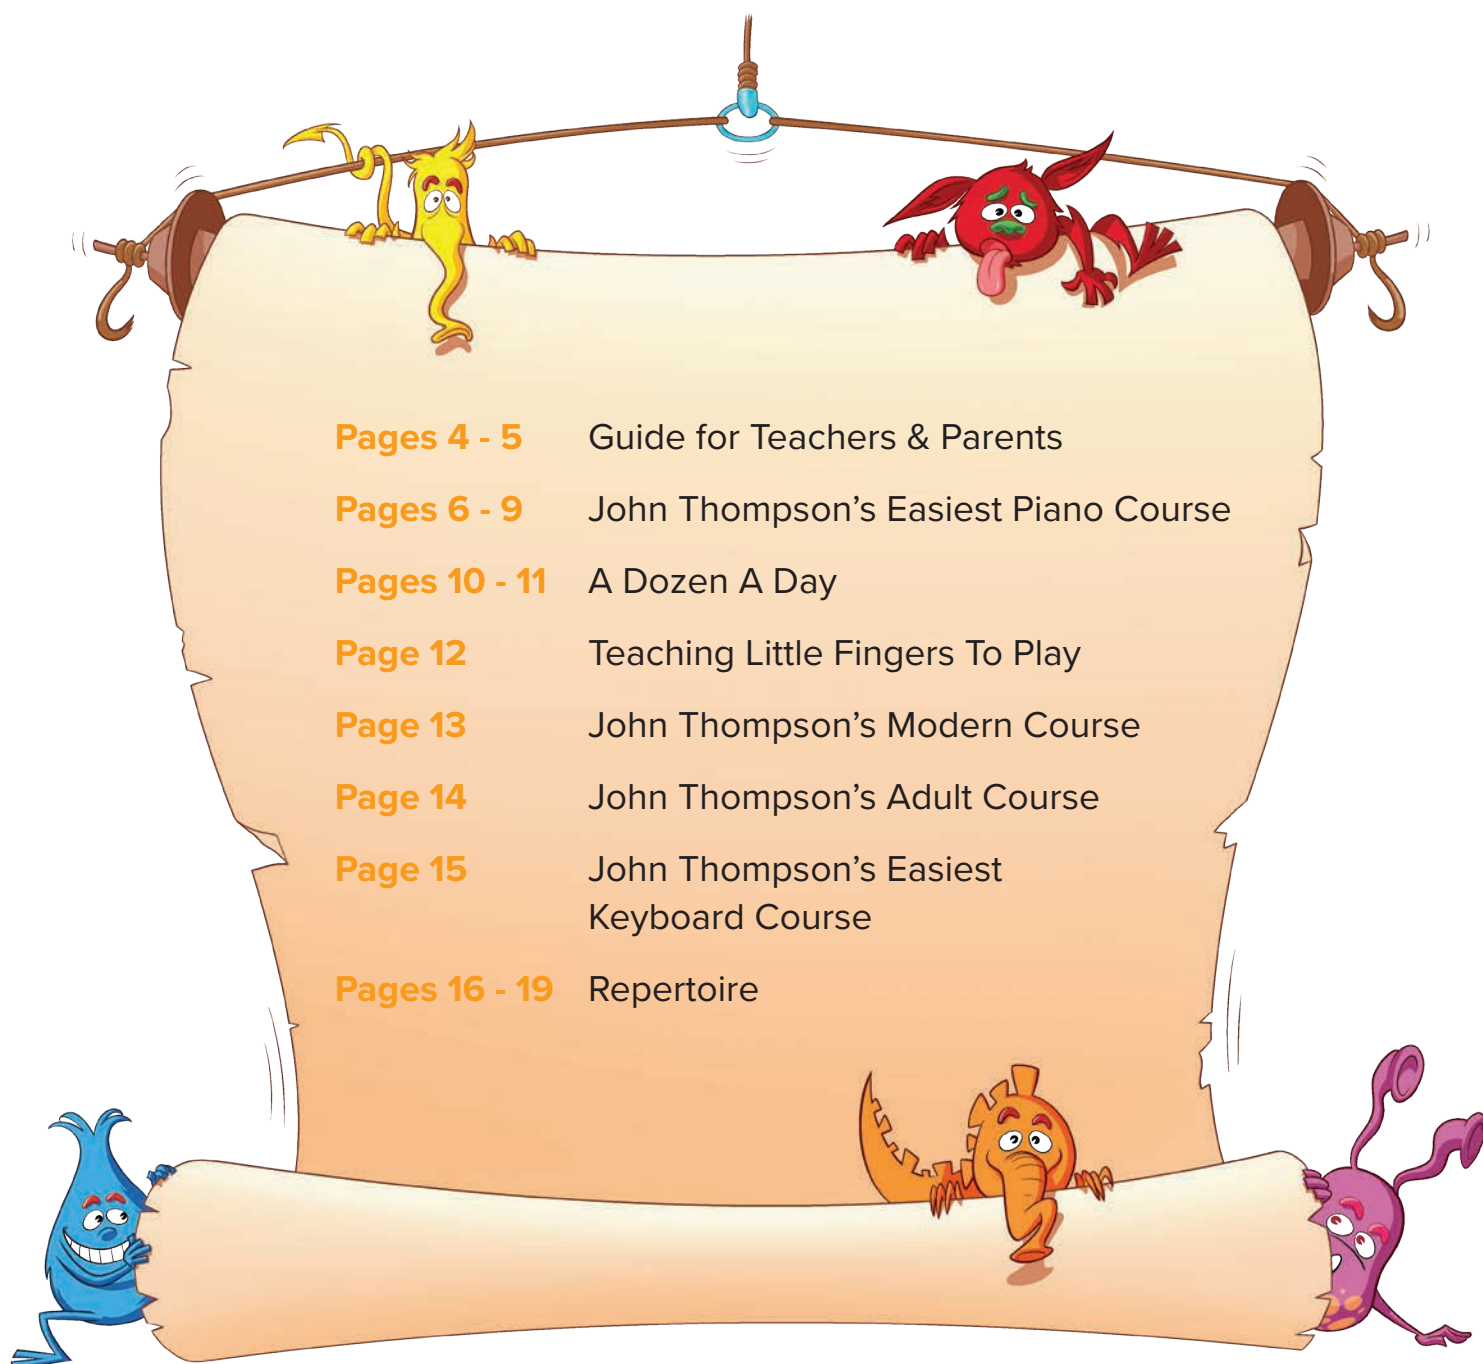 Pages 4 - 5 Guide for Teachers & Parents
Pages 6 - 9 John Thompson’s Easiest Piano Course
Pages 10 - 11 A Dozen A Day
Page 12 Teaching Little Fingers To Play
Page 13 John Thompson’s Modern Course
Page 14 John Thompson’s Adult Course
Page 15 John Thompson’s Easiest
Keyboard Course
Pages 16 - 19 Repertoire